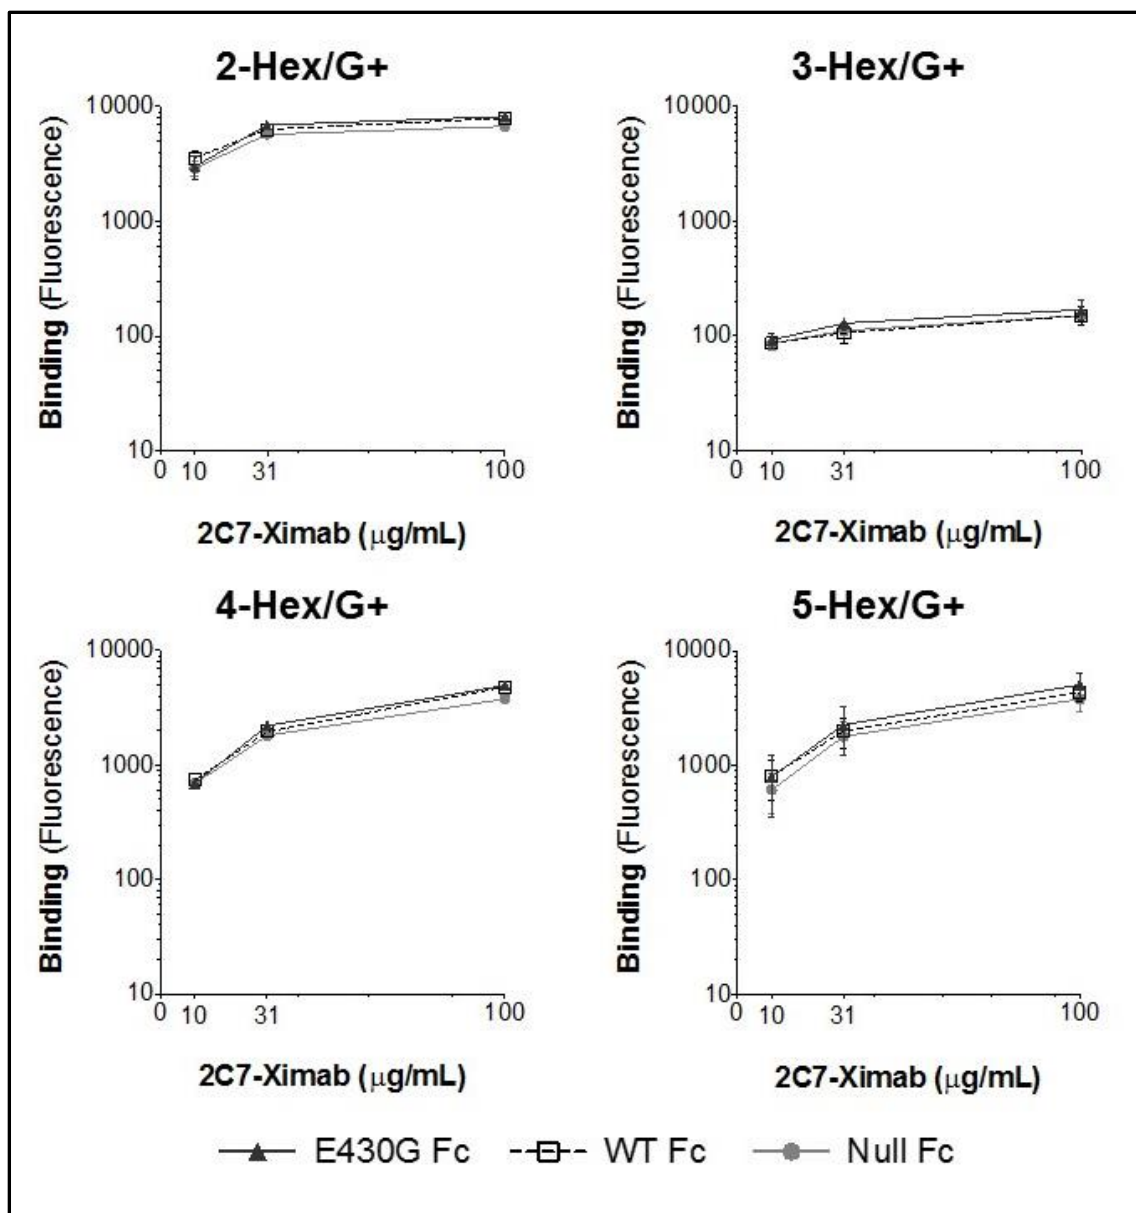 2-Hex/G+
10000
1000
100
10
Binding (Fluorescence)
0 10 31 100
2C7-Ximab (μg/mL)
3-Hex/G+
10000
1000
100
10
Binding (Fluorescence)
0 10 31 100
2C7-Ximab (μg/mL)
4-Hex/G+
10000
1000
100
10
Binding (Fluorescence)
0 10 31 100
2C7-Ximab (μg/mL)
5-Hex/G+
10000
1000
100
10
Binding (Fluorescence)
0 10 31 100
2C7-Ximab (μg/mL)
E430G Fc WT Fc Null Fc